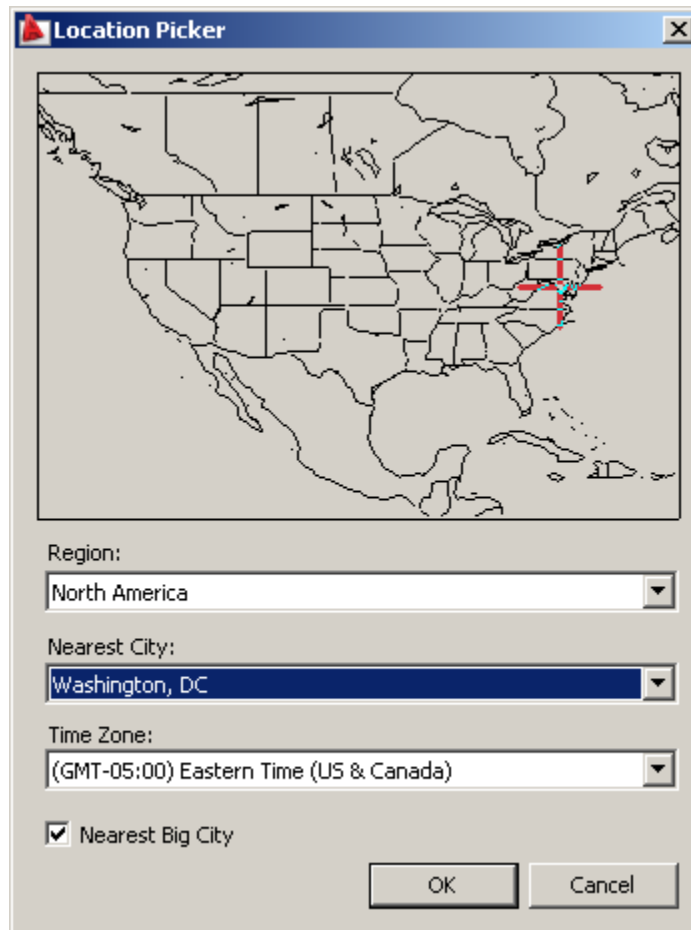 Location Picker
Region:
North America
Nearest City:
Washington, DC
Time Zone:
(GMT-05:00) Eastern Time (US & Canada)
Nearest Big City
OK
Cancel